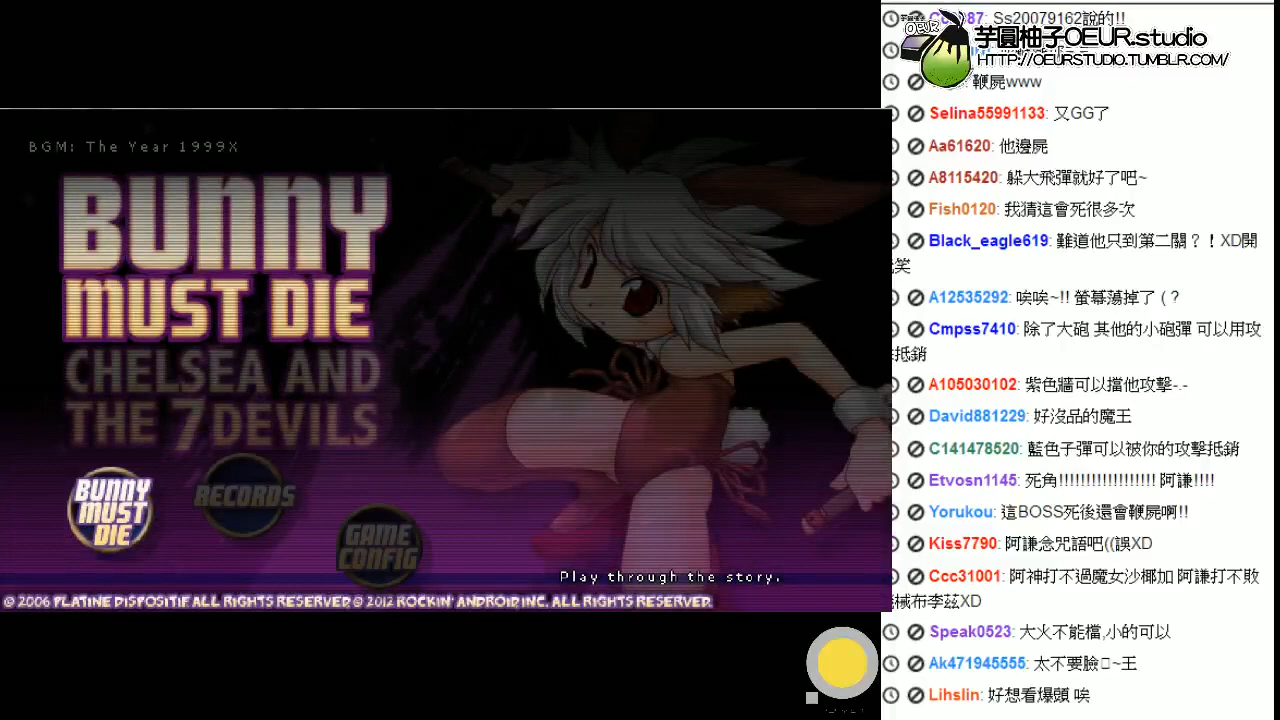 BGM: The Year 1999X
BUNNY
MUST DIE
CHELSEA AND
THE 7 DEVILS
BUNNY
MUST
DIE
RECORDS
GAME
CONFIG
Play through the story.
© 2006 PLATINE DISPOSITIF ALL RIGHTS RESERVED © 2012 ROCKIN' ANDROID INC. ALL RIGHTS RESERVED.
Ss20079162說的!!
OEUR
芋圓柚子OEUR.studio
HTTP://OEURSTUDIO.TUMBLR.COM/
鞭屍www
Selina55991133: 又GG了
Aa61620: 他邊屍
A8115420: 躲大飛彈就好了吧~
Fish0120: 我猜這會死很多次
Black_eagle619: 難道他只到第二關？！XD開
笑
A12535292: 唉唉~!! 螢幕蕩掉了 (？
Cmpss7410: 除了大砲 其他的小砲彈 可以用攻
抵銷
A105030102: 紫色牆可以擋他攻擊-.-
David881229: 好沒品的魔王
C141478520: 藍色子彈可以被你的攻擊抵銷
Etvosn1145: 死角!!!!!!!!!!!!!!!!!! 阿謙!!!!
Yorukou: 這BOSS死後還會鞭屍啊!!
Kiss7790: 阿謙念咒語吧((誤XD
Ccc31001: 阿神打不過魔女沙椰加 阿謙打不敗
械布李茲XD
Speak0523: 大火不能檔,小的可以
Ak471945555: 太不要臉~王
Lihslin: 好想看爆頭 唉